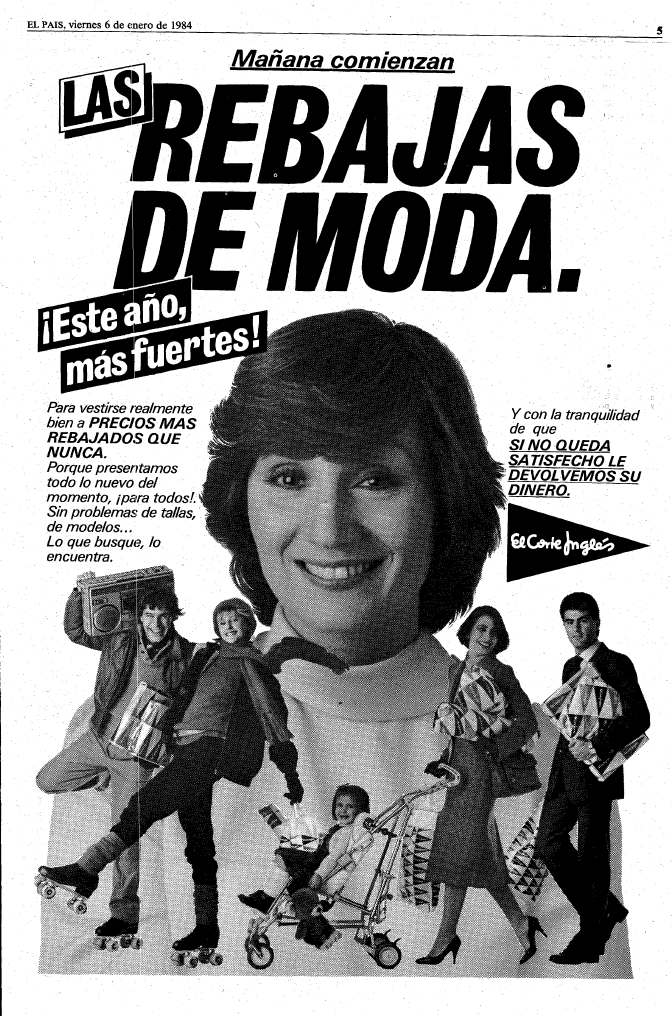 EL PAIS, viernes 6 de enero de 1984
5
Mañana comienzan
LAS
REBAJAS
DE MODA.
¡Este año,
más fuertes!
Para vestirse realmente
bien a PRECIOS MAS
REBAJADOS QUE
NUNCA.
Porque presentamos
todo lo nuevo del
momento, ¡para todos!.
Sin problemas de tallas,
de modelos...
Lo que busque, lo
encuentra.
Y con la tranquilidad
de que
SI NO QUEDA
SATISFECHO LE
DEVOLVEMOS SU
DINERO.
El Corte Inglés